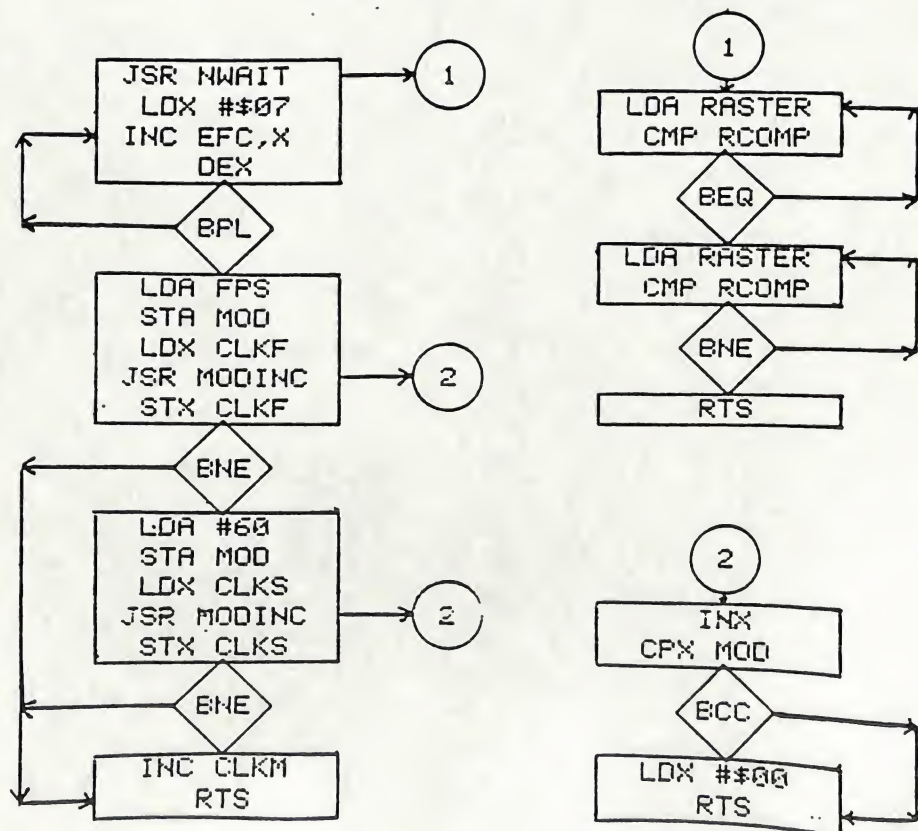 JSR NWAIT
LDX #$07
INC EFC,X
DEX
1
BPL
LDA FPS
STA MOD
LDX CLKF
JSR MODINC
STX CLKF
2
BNE
LDA #60
STA MOD
LDX CLKS
JSR MODINC
STX CLKS
2
BNE
INC CLKM
RTS
1
LDA RASTER
CMP RCOMP
BEQ
LDA RASTER
CMP RCOMP
BNE
RTS
2
INX
CPX MOD
BCC
LDX #$00
RTS